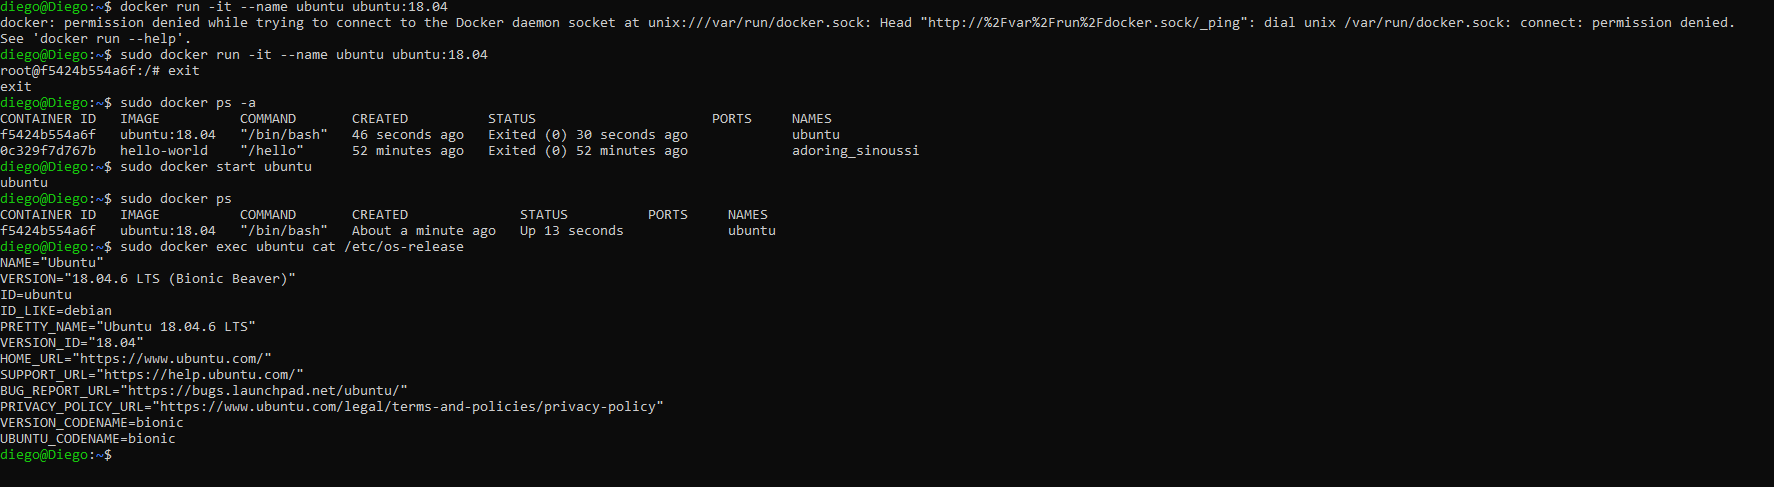 diego@Diego:~$ docker run -it --name ubuntu ubuntu:18.04
docker: permission denied while trying to connect to the Docker daemon socket at unix:///var/run/docker.sock: Head "http://%2Fvar%2Frun%2Fdocker.sock/_ping": dial unix /var/run/docker.sock: connect: permission denied.
See 'docker run --help'.
diego@Diego:~$ sudo docker run -it --name ubuntu ubuntu:18.04
root@f5424b554a6f:/# exit
exit
diego@Diego:~$ sudo docker ps -a
CONTAINER ID   IMAGE          COMMAND       CREATED          STATUS                      PORTS     NAMES
f5424b554a6f   ubuntu:18.04   "/bin/bash"   46 seconds ago   Exited (0) 30 seconds ago             ubuntu
0c329f7d767b   hello-world    "/hello"      52 minutes ago   Exited (0) 52 minutes ago             adoring_sinoussi
diego@Diego:~$ sudo docker start ubuntu
ubuntu
diego@Diego:~$ sudo docker ps
CONTAINER ID   IMAGE          COMMAND       CREATED              STATUS          PORTS     NAMES
f5424b554a6f   ubuntu:18.04   "/bin/bash"   About a minute ago   Up 13 seconds             ubuntu
diego@Diego:~$ sudo docker exec ubuntu cat /etc/os-release
NAME="Ubuntu"
VERSION="18.04.6 LTS (Bionic Beaver)"
ID=ubuntu
ID_LIKE=debian
PRETTY_NAME="Ubuntu 18.04.6 LTS"
VERSION_ID="18.04"
HOME_URL="https://www.ubuntu.com/"
SUPPORT_URL="https://help.ubuntu.com/"
BUG_REPORT_URL="https://bugs.launchpad.net/ubuntu/"
PRIVACY_POLICY_URL="https://www.ubuntu.com/legal/terms-and-policies/privacy-policy"
VERSION_CODENAME=bionic
UBUNTU_CODENAME=bionic
diego@Diego:~$